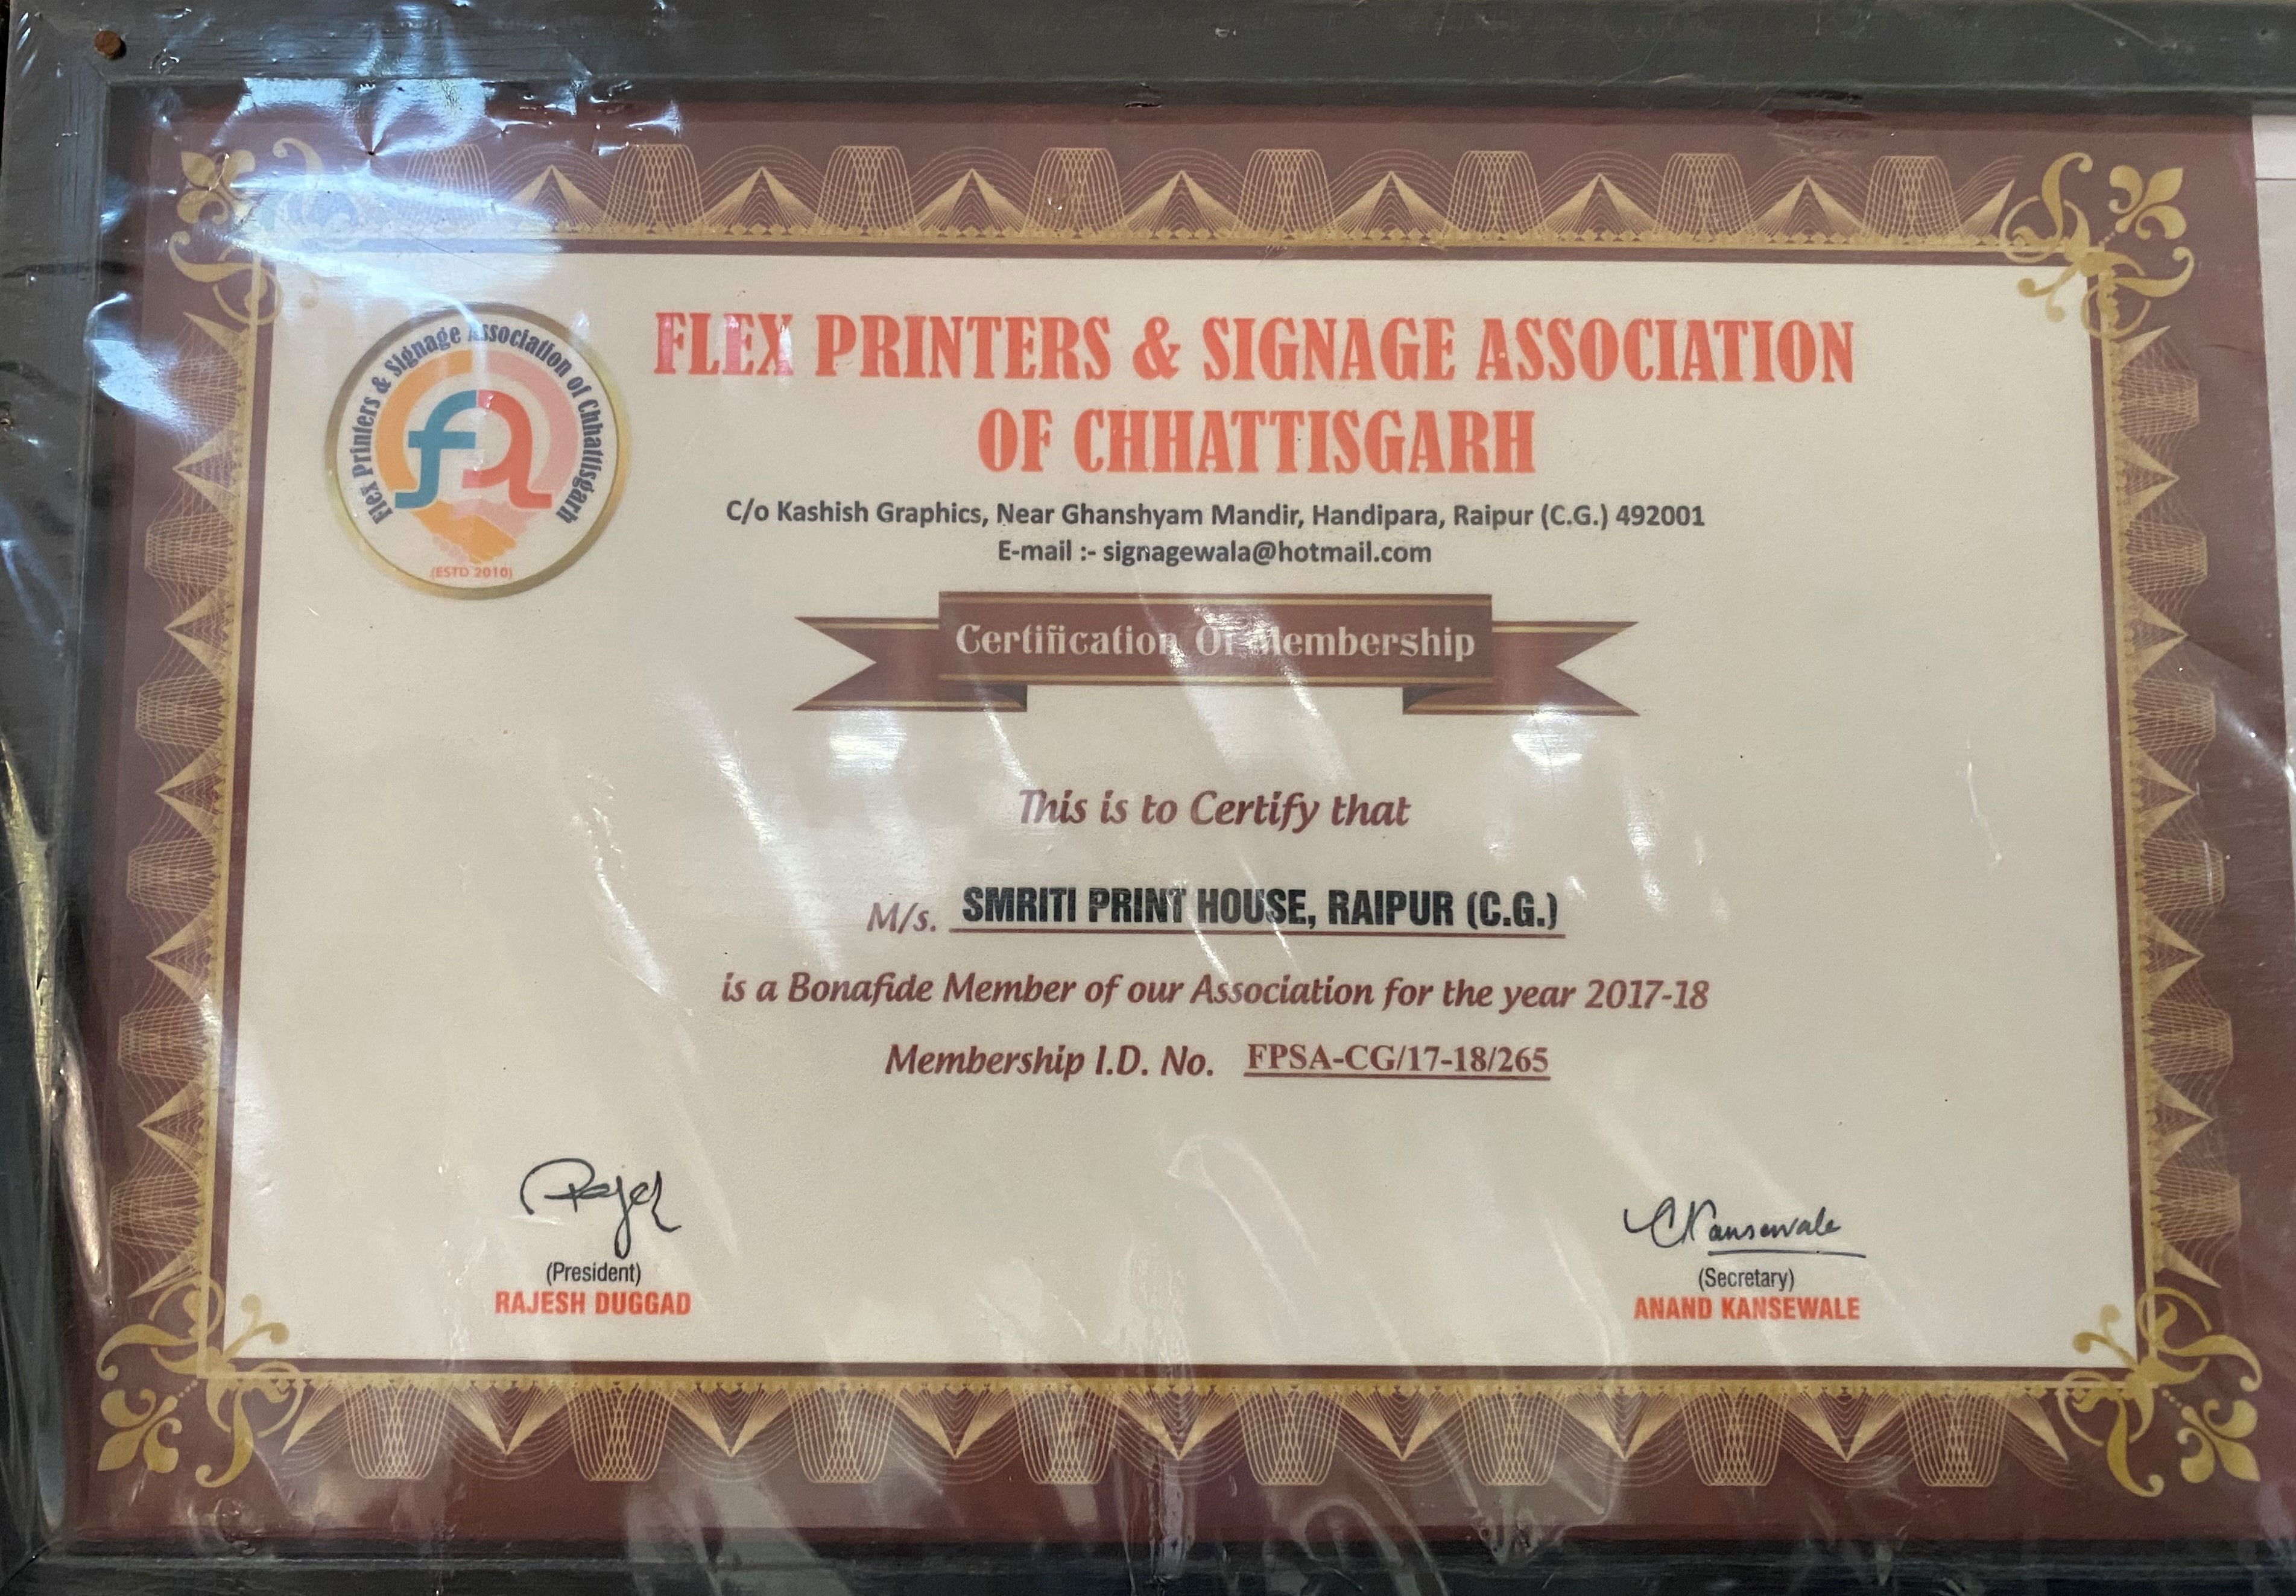 Flex Printers & Signage Association of Chhattisgarh
fa
(ESTD 2010)
FLEX PRINTERS & SIGNAGE ASSOCIATION
OF CHHATTISGARH
C/o Kashish Graphics, Near Ghanshyam Mandir, Handipara, Raipur (C.G.) 492001
E-mail :- signagewala@hotmail.com
Certification Of Membership
This is to Certify that
M/s. SMRITI PRINT HOUSE, RAIPUR (C.G.)
is a Bonafide Member of our Association for the year 2017-18
Membership I.D. No. FPSA-CG/17-18/265
(President)
RAJESH DUGGAD
Kansewale
(Secretary)
ANAND KANSEWALE